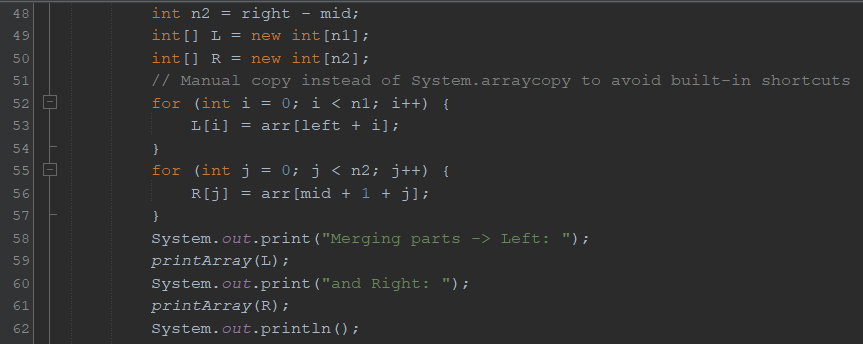 48 int n2 = right - mid;
49 int[] L = new int[n1];
50 int[] R = new int[n2];
51 // Manual copy instead of System.arraycopy to avoid built-in shortcuts
52 for (int i = 0; i < n1; i++) {
53 L[i] = arr[left + i];
54 }
55 for (int j = 0; j < n2; j++) {
56 R[j] = arr[mid + 1 + j];
57 }
58 System.out.print("Merging parts -> Left: ");
59 printArray(L);
60 System.out.print("and Right: ");
61 printArray(R);
62 System.out.println();